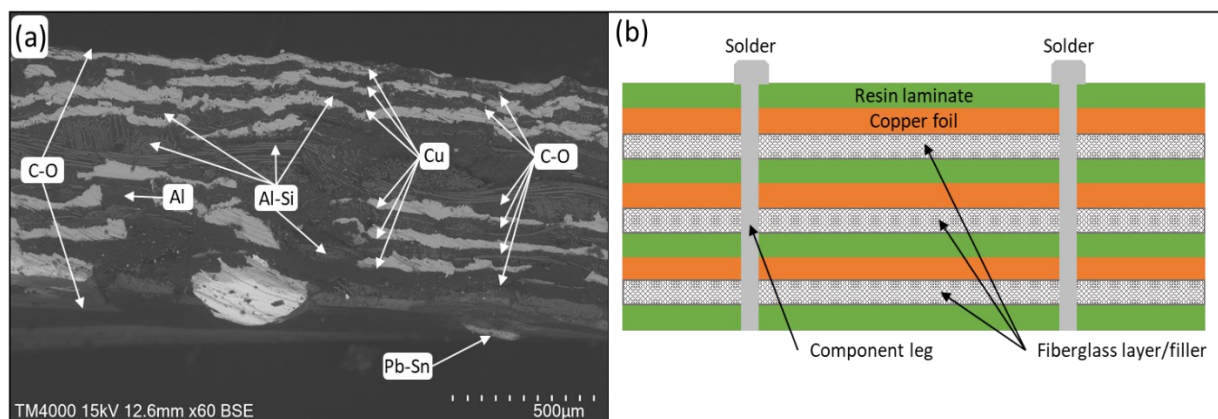 (a)
C-O
Al
Al-Si
Cu
C-O
Pb-Sn
TM4000 15kV 12.6mm x60 BSE
500µm
(b)
Solder
Solder
Resin laminate
Copper foil
Component leg
Fiberglass layer/filler